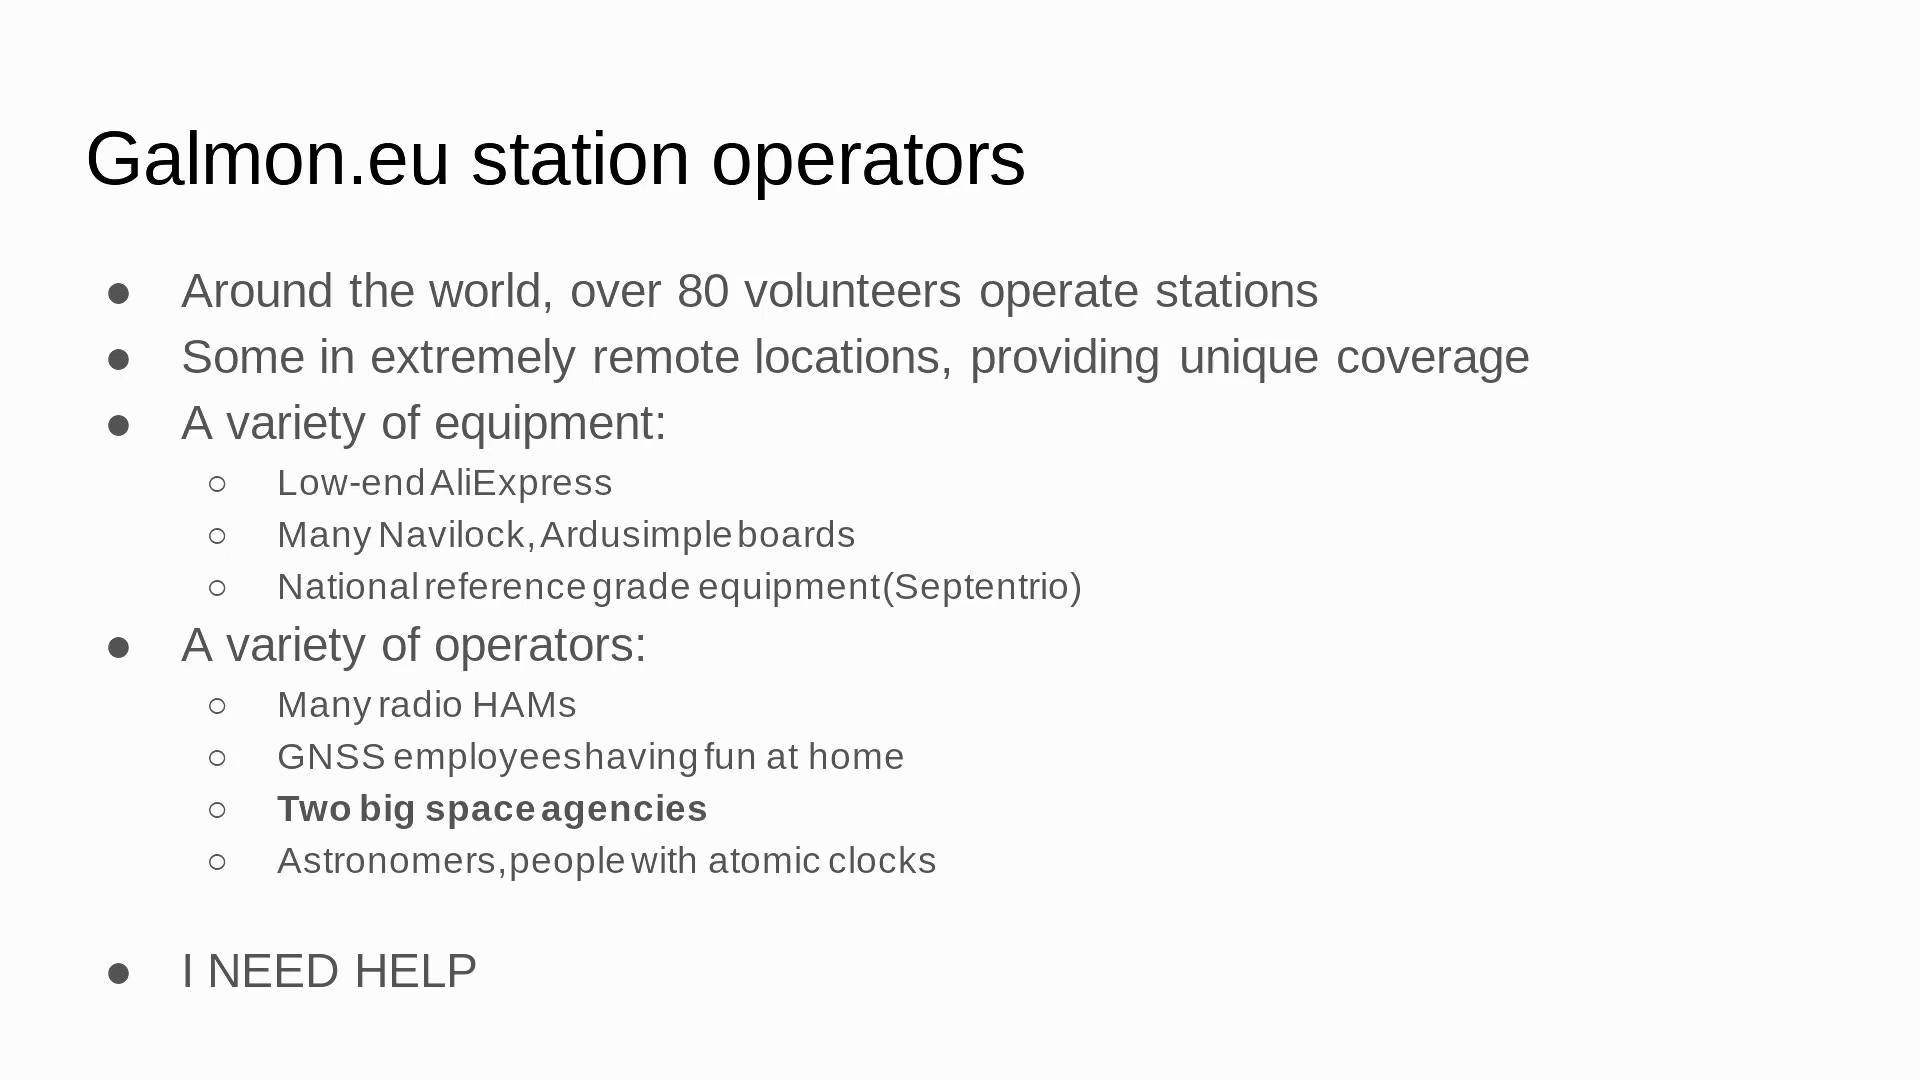 Galmon.eu station operators
● Around the world, over 80 volunteers operate stations
● Some in extremely remote locations, providing unique coverage
● A variety of equipment:
○ Low-end AliExpress
○ Many Navilock, Ardusimple boards
○ National reference grade equipment (Septentrio)
● A variety of operators:
○ Many radio HAMs
○ GNSS employees having fun at home
○ Two big space agencies
○ Astronomers, people with atomic clocks
● I NEED HELP